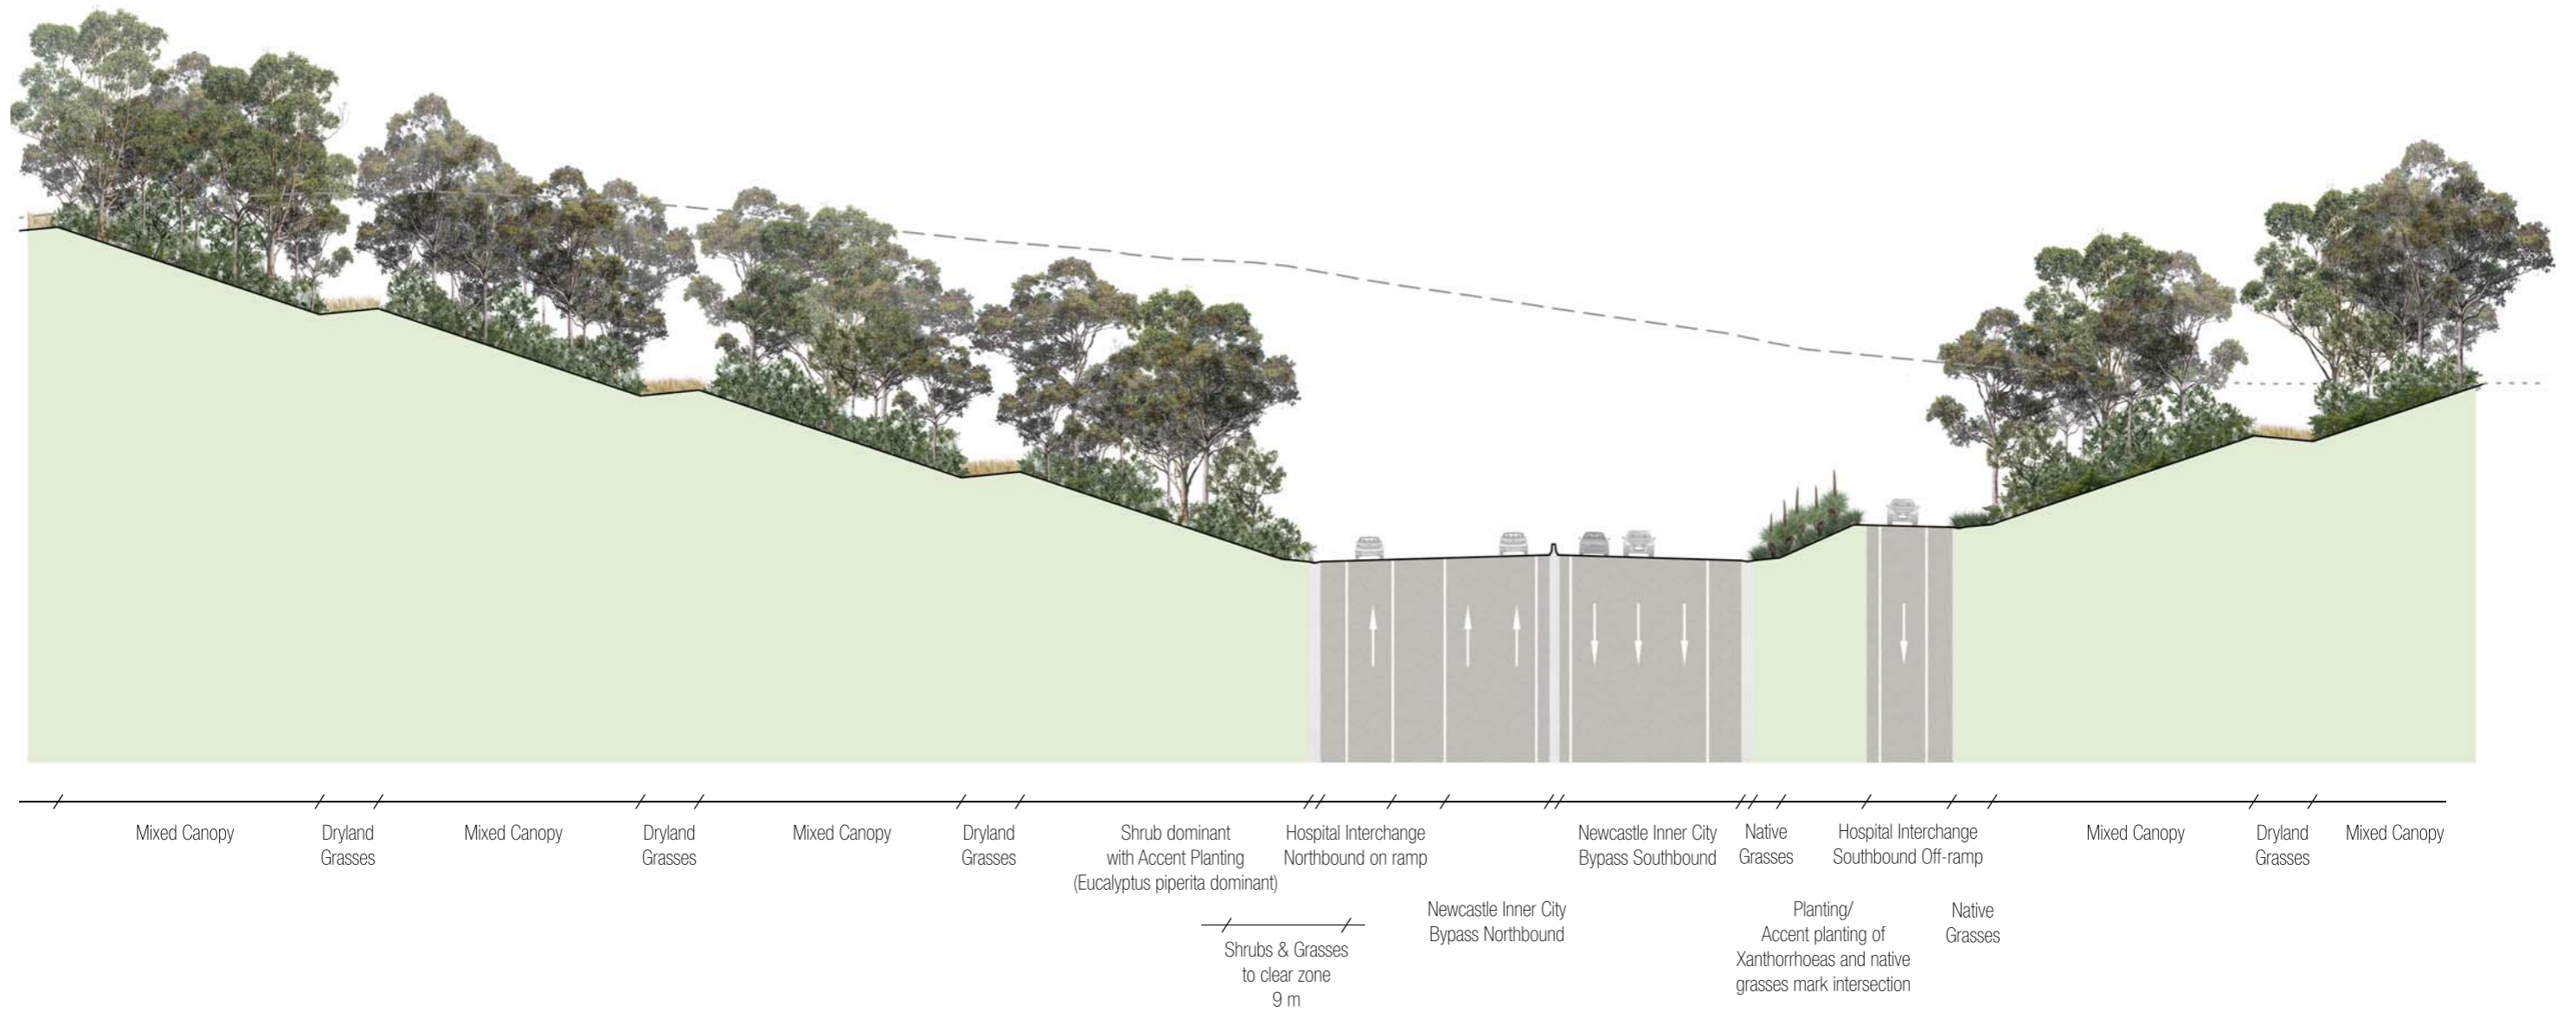 Mixed Canopy
Dryland
Grasses
Mixed Canopy
Dryland
Grasses
Mixed Canopy
Dryland
Grasses
Shrub dominant
with Accent Planting
(Eucalyptus piperita dominant)
Hospital Interchange
Northbound on ramp
Newcastle Inner City
Bypass Southbound
Native
Grasses
Hospital Interchange
Southbound Off-ramp
Mixed Canopy
Dryland
Grasses
Mixed Canopy
Shrubs & Grasses
to clear zone
9 m
Newcastle Inner City
Bypass Northbound
Planting/
Accent planting of
Xanthorrhoeas and native
grasses mark intersection
Native
Grasses